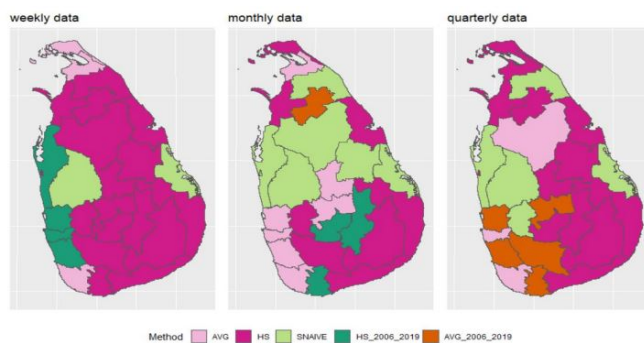 weekly data
monthly data
quarterly data
Method AVG HS SNAIVE HS_2006_2019 AVG_2006_2019